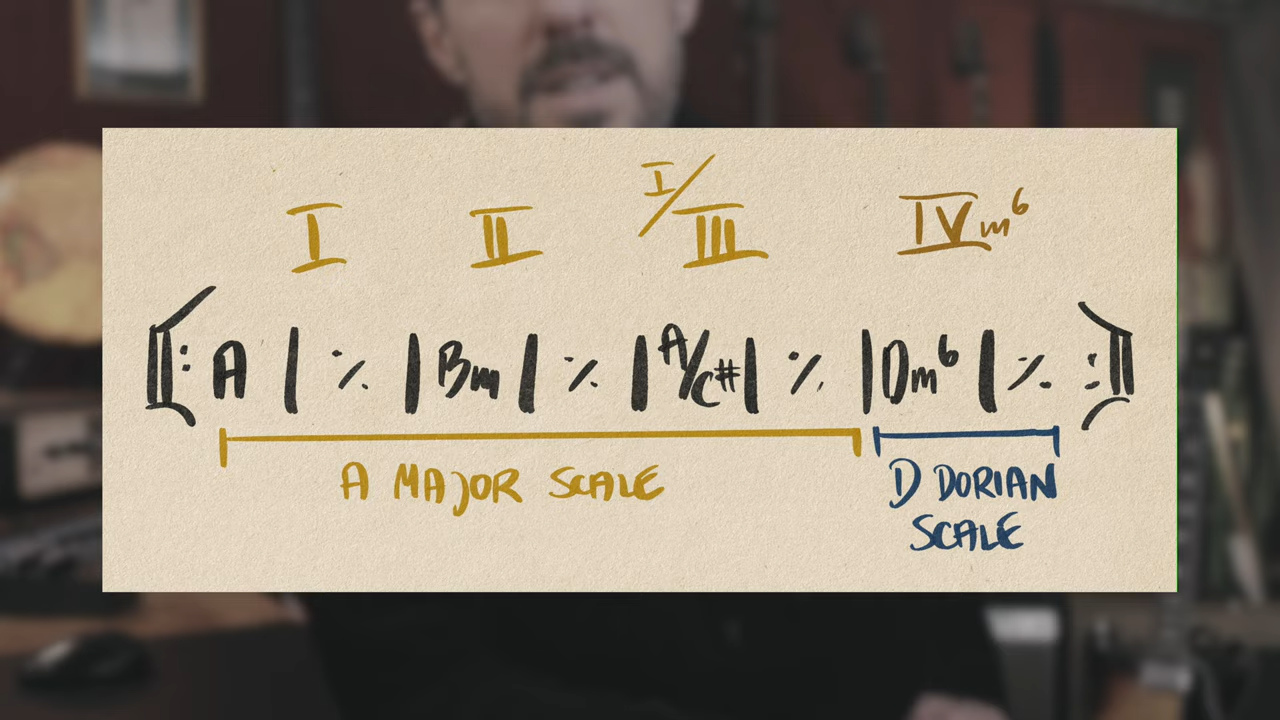 I II I/III IVm6
𝄆 A | ٪ | Bm | ٪ | A/C# | ٪ | Dm6 | ٪ 𝄇
A MAJOR SCALE
D DORIAN
SCALE